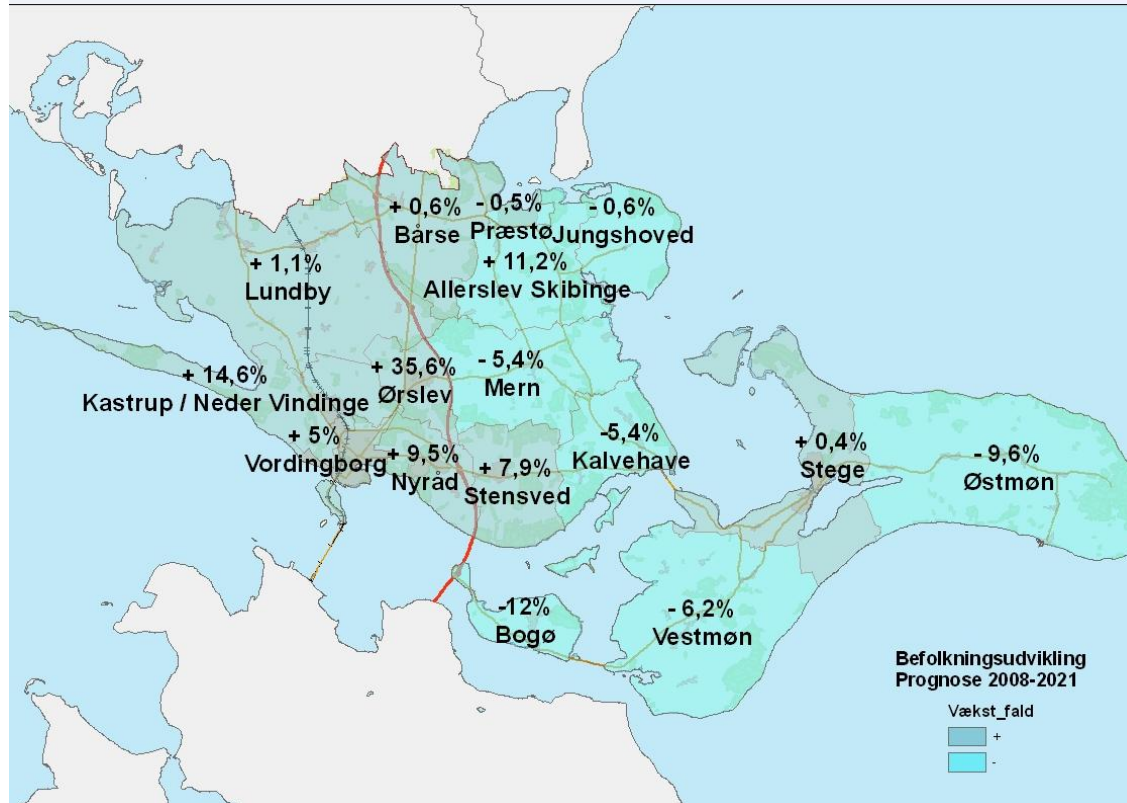 + 0,6%
Bårse
- 0,5%
Præstø
- 0,6%
Jungshoved
+ 11,2%
Allerslev Skibinge
+ 1,1%
Lundby
+ 14,6%
Kastrup / Neder Vindinge
+ 35,6%
Ørslev
- 5,4%
Mern
+ 5%
Vordingborg
+ 9,5%
Nyråd
+ 7,9%
Stensved
-5,4%
Kalvehave
+ 0,4%
Stege
- 9,6%
Østmøn
-12%
Bogø
- 6,2%
Vestmøn
Befolkningsudvikling
Prognose 2008-2021
Vækst_fald
+
-